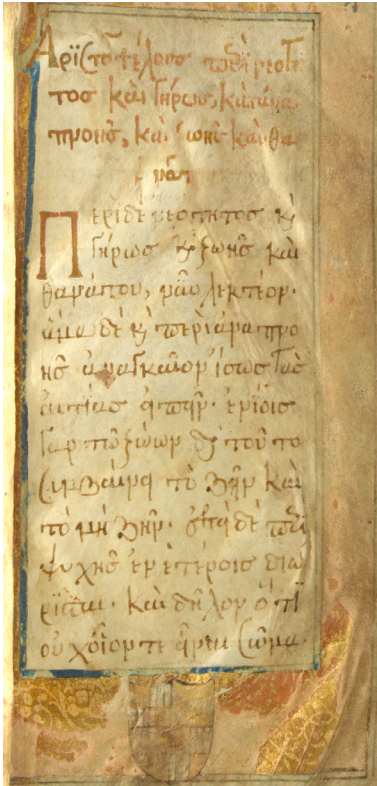 Ἀριστοτέλους περὶ νεότη
τος καὶ γήρως, καὶ ἀνα
πνοῆς, καὶ ζωῆς καὶ θα
νάτου
Περὶ δὲ νεότητος κ
γήρως κ ζωῆς καὶ
θανάτου, νῦν λεκτέον·
ἅμα δὲ κ περὶ ἀναπνο
ῆς ἀναγκαῖον ἴσως τὰς
αἰτίας εἰπεῖν· ἐνίοις
γὰρ τῶν ζώων διὰ τοῦτο
συμβαίνει τὸ ζῆν καὶ
τὸ μὴ ζῆν· ἐπεὶ δὲ περὶ
ψυχῆς ἐν ἑτέροις διώ
ρισται· καὶ δῆλον ὅτι
οὐχ οἷόν τε εἶναι σῶμα